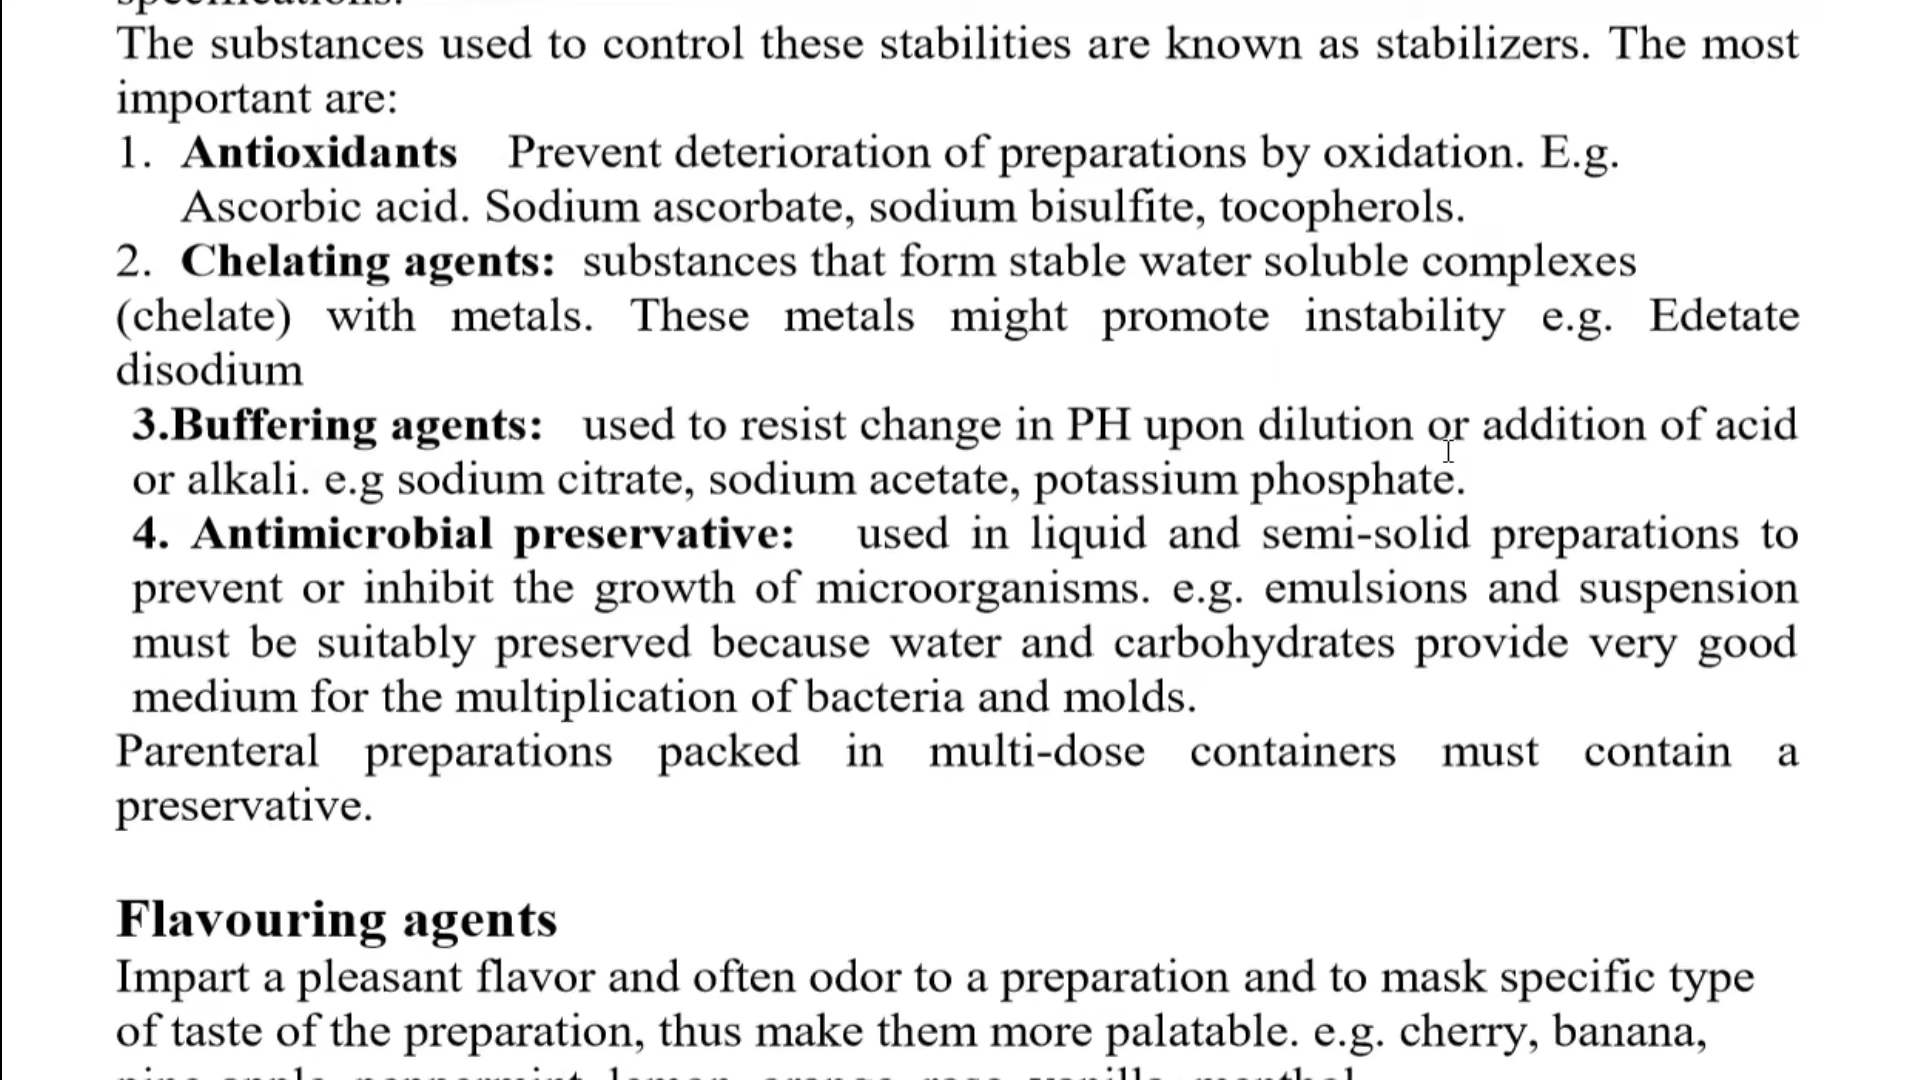 specifications.
The substances used to control these stabilities are known as stabilizers. The most
important are:
1. Antioxidants Prevent deterioration of preparations by oxidation. E.g.
Ascorbic acid. Sodium ascorbate, sodium bisulfite, tocopherols.
2. Chelating agents: substances that form stable water soluble complexes
(chelate) with metals. These metals might promote instability e.g. Edetate
disodium
3.Buffering agents: used to resist change in PH upon dilution or addition of acid
or alkali. e.g sodium citrate, sodium acetate, potassium phosphate.
4. Antimicrobial preservative: used in liquid and semi-solid preparations to
prevent or inhibit the growth of microorganisms. e.g. emulsions and suspension
must be suitably preserved because water and carbohydrates provide very good
medium for the multiplication of bacteria and molds.
Parenteral preparations packed in multi-dose containers must contain a
preservative.
Flavouring agents
Impart a pleasant flavor and often odor to a preparation and to mask specific type
of taste of the preparation, thus make them more palatable. e.g. cherry, banana,
peppermint, lemon, orange, rose, vanilla, menthol